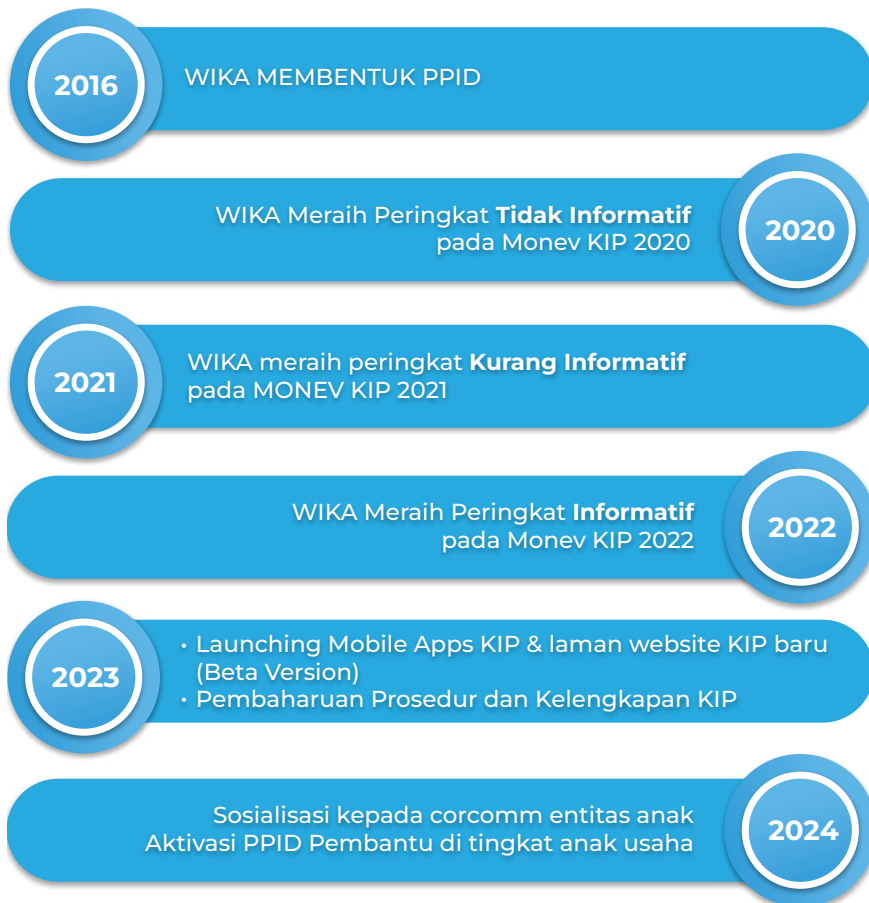 2016
WIKA MEMBENTUK PPID
WIKA Meraih Peringkat Tidak Informatif
pada Monev KIP 2020
2020
2021
WIKA meraih peringkat Kurang Informatif
pada MONEV KIP 2021
WIKA Meraih Peringkat Informatif
pada Monev KIP 2022
2022
2023
• Launching Mobile Apps KIP & laman website KIP baru
(Beta Version)
• Pembaharuan Prosedur dan Kelengkapan KIP
Sosialisasi kepada corcomm entitas anak
Aktivasi PPID Pembantu di tingkat anak usaha
2024